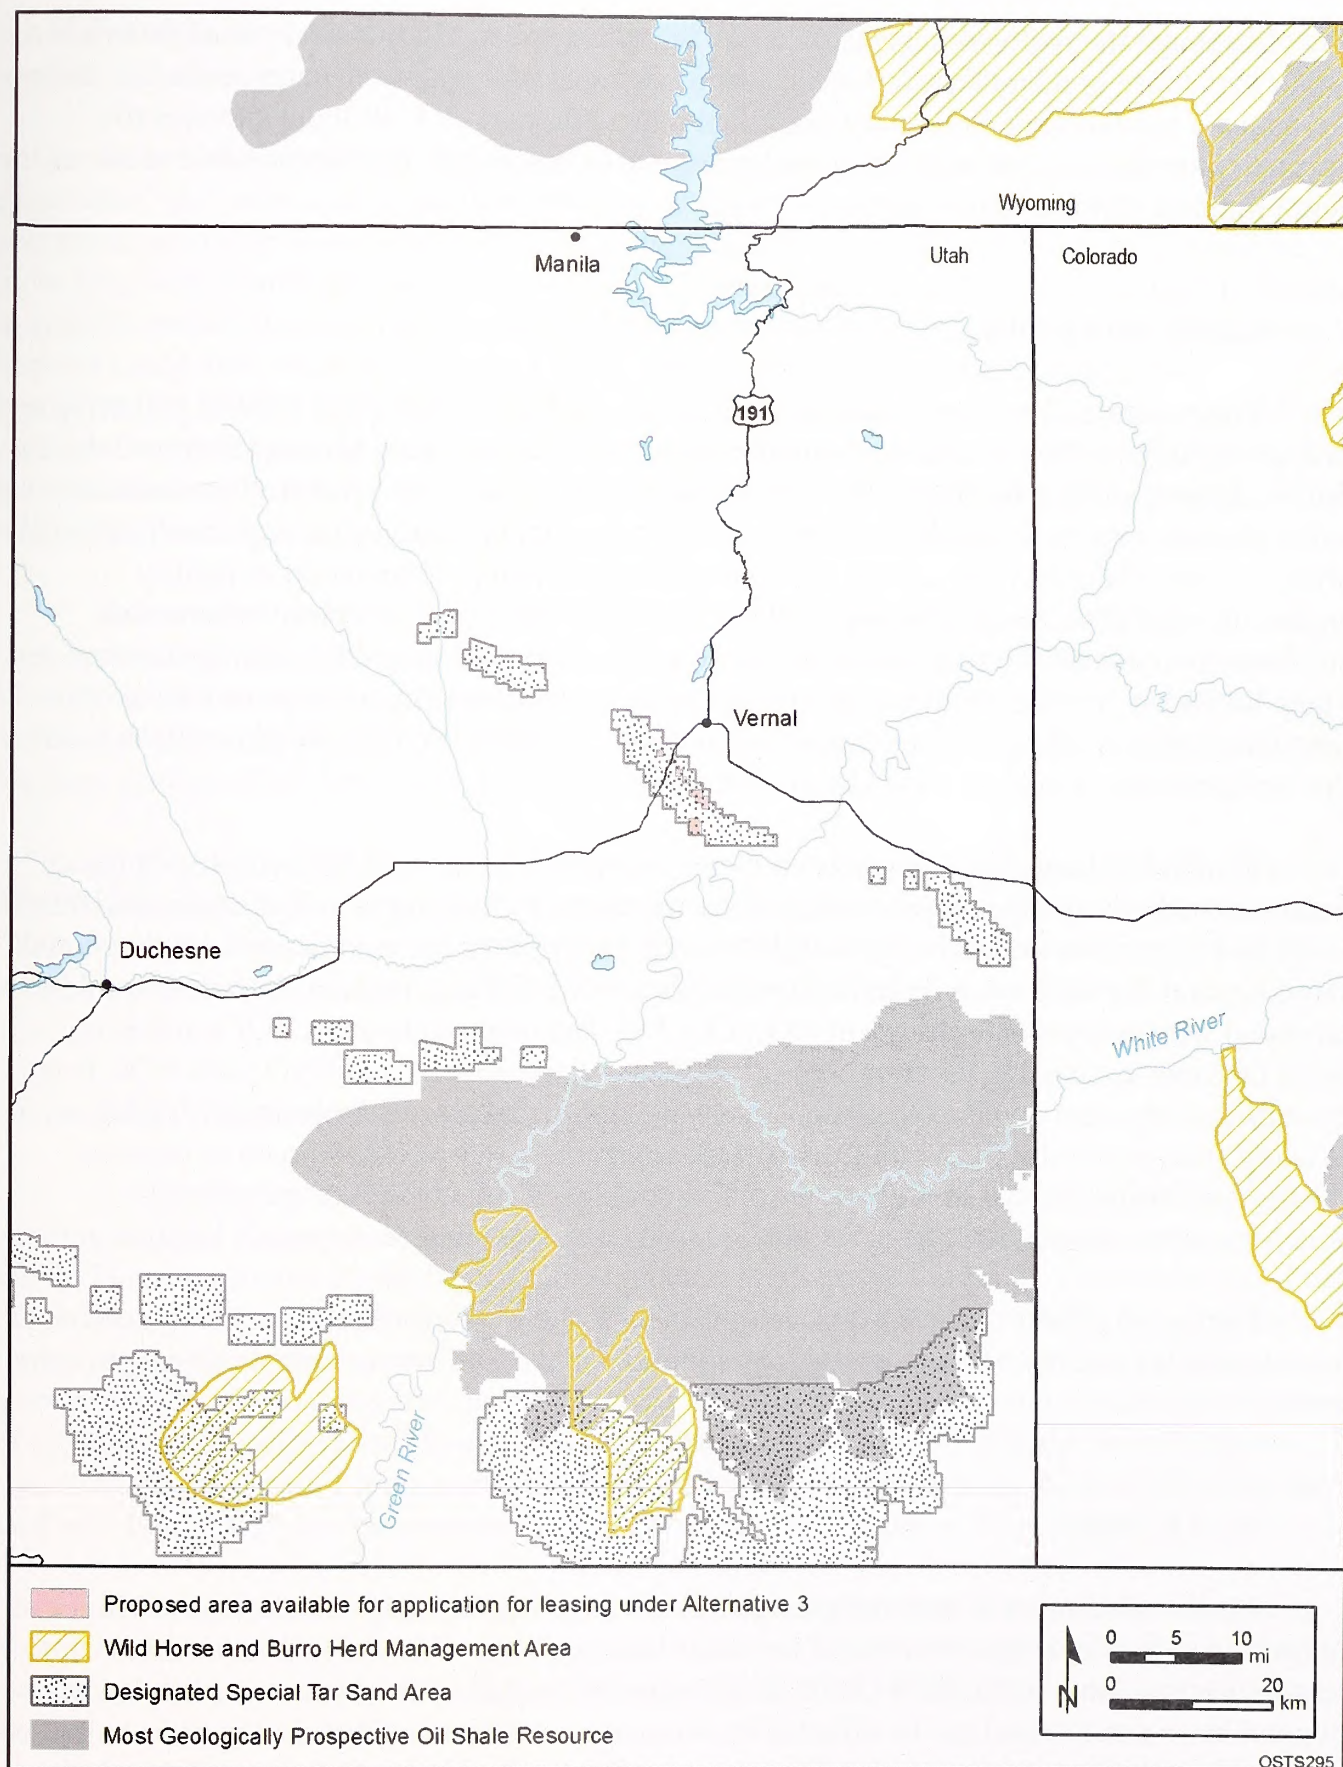 Wyoming
Manila
Utah
Colorado
191
Vernal
Duchesne
White River
Green River
Proposed area available for application for leasing under Alternative 3
Wild Horse and Burro Herd Management Area
Designated Special Tar Sand Area
Most Geologically Prospective Oil Shale Resource
0 5 10
mi
0 20
km
N
OSTS295